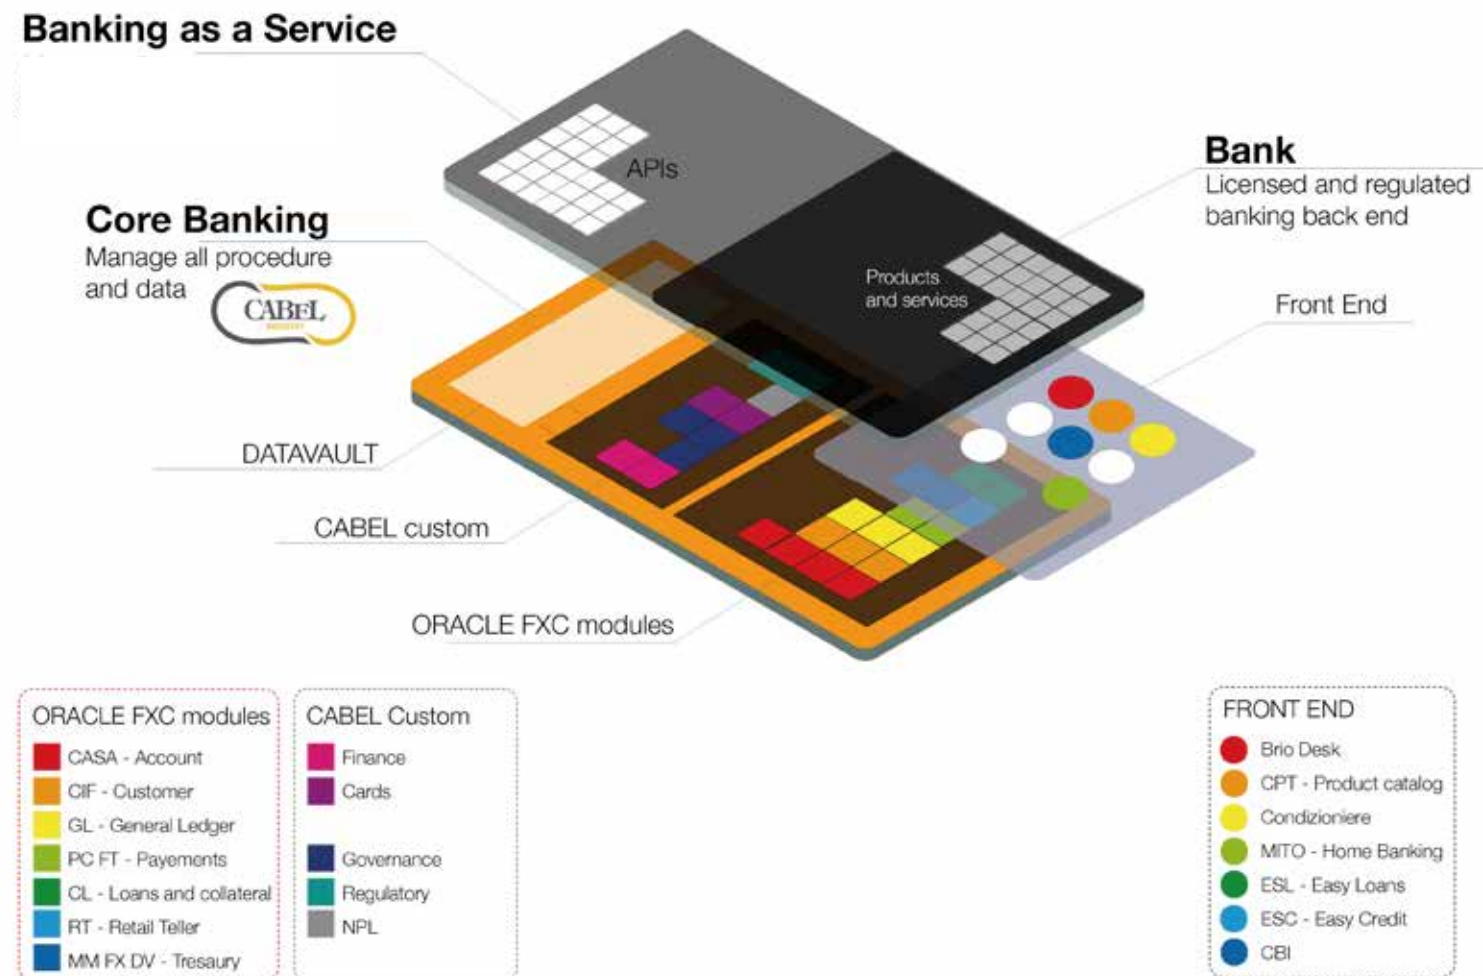 Banking as a Service
APIs
Bank
Licensed and regulated
banking back end
Core Banking
Manage all procedure
and data
CABEL
INDUSTRY
Products
and services
Front End
DATAVAULT
CABEL custom
ORACLE FXC modules
ORACLE FXC modules
CASA - Account
CIF - Customer
GL - General Ledger
PC FT - Payements
CL - Loans and collateral
RT - Retail Teller
MM FX DV - Tresaury
CABEL Custom
Finance
Cards
Governance
Regulatory
NPL
FRONT END
Brio Desk
CPT - Product catalog
Condizioniere
MITO - Home Banking
ESL - Easy Loans
ESC - Easy Credit
CBI